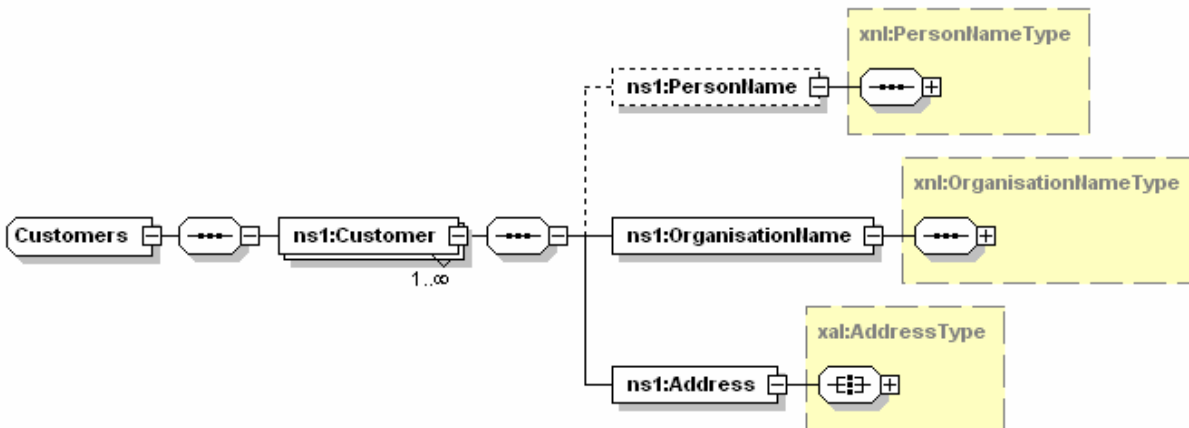 xnl:PersonNameType
ns1:PersonName
xnl:OrganisationNameType
Customers
ns1:Customer
1..∞
ns1:OrganisationName
xal:AddressType
ns1:Address